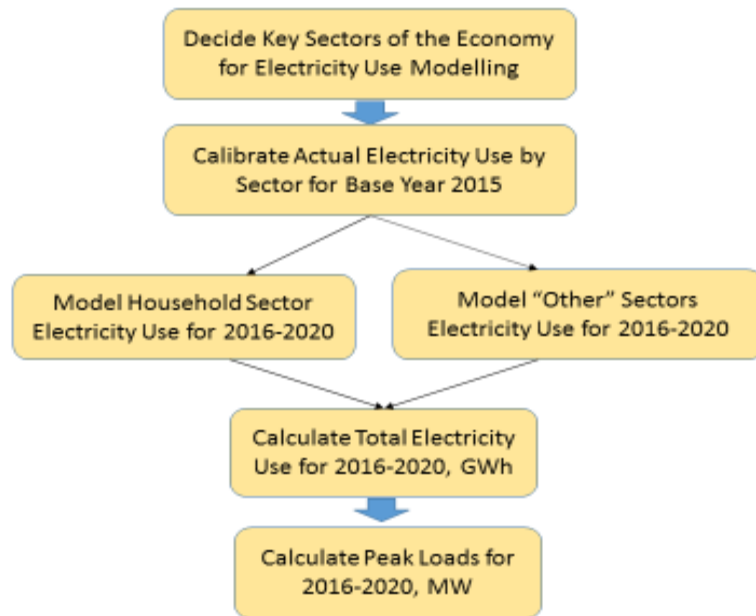 Decide Key Sectors of the Economy
for Electricity Use Modelling
Calibrate Actual Electricity Use by
Sector for Base Year 2015
Model Household Sector
Electricity Use for 2016-2020
Model “Other” Sectors
Electricity Use for 2016-2020
Calculate Total Electricity
Use for 2016-2020, GWh
Calculate Peak Loads for
2016-2020, MW